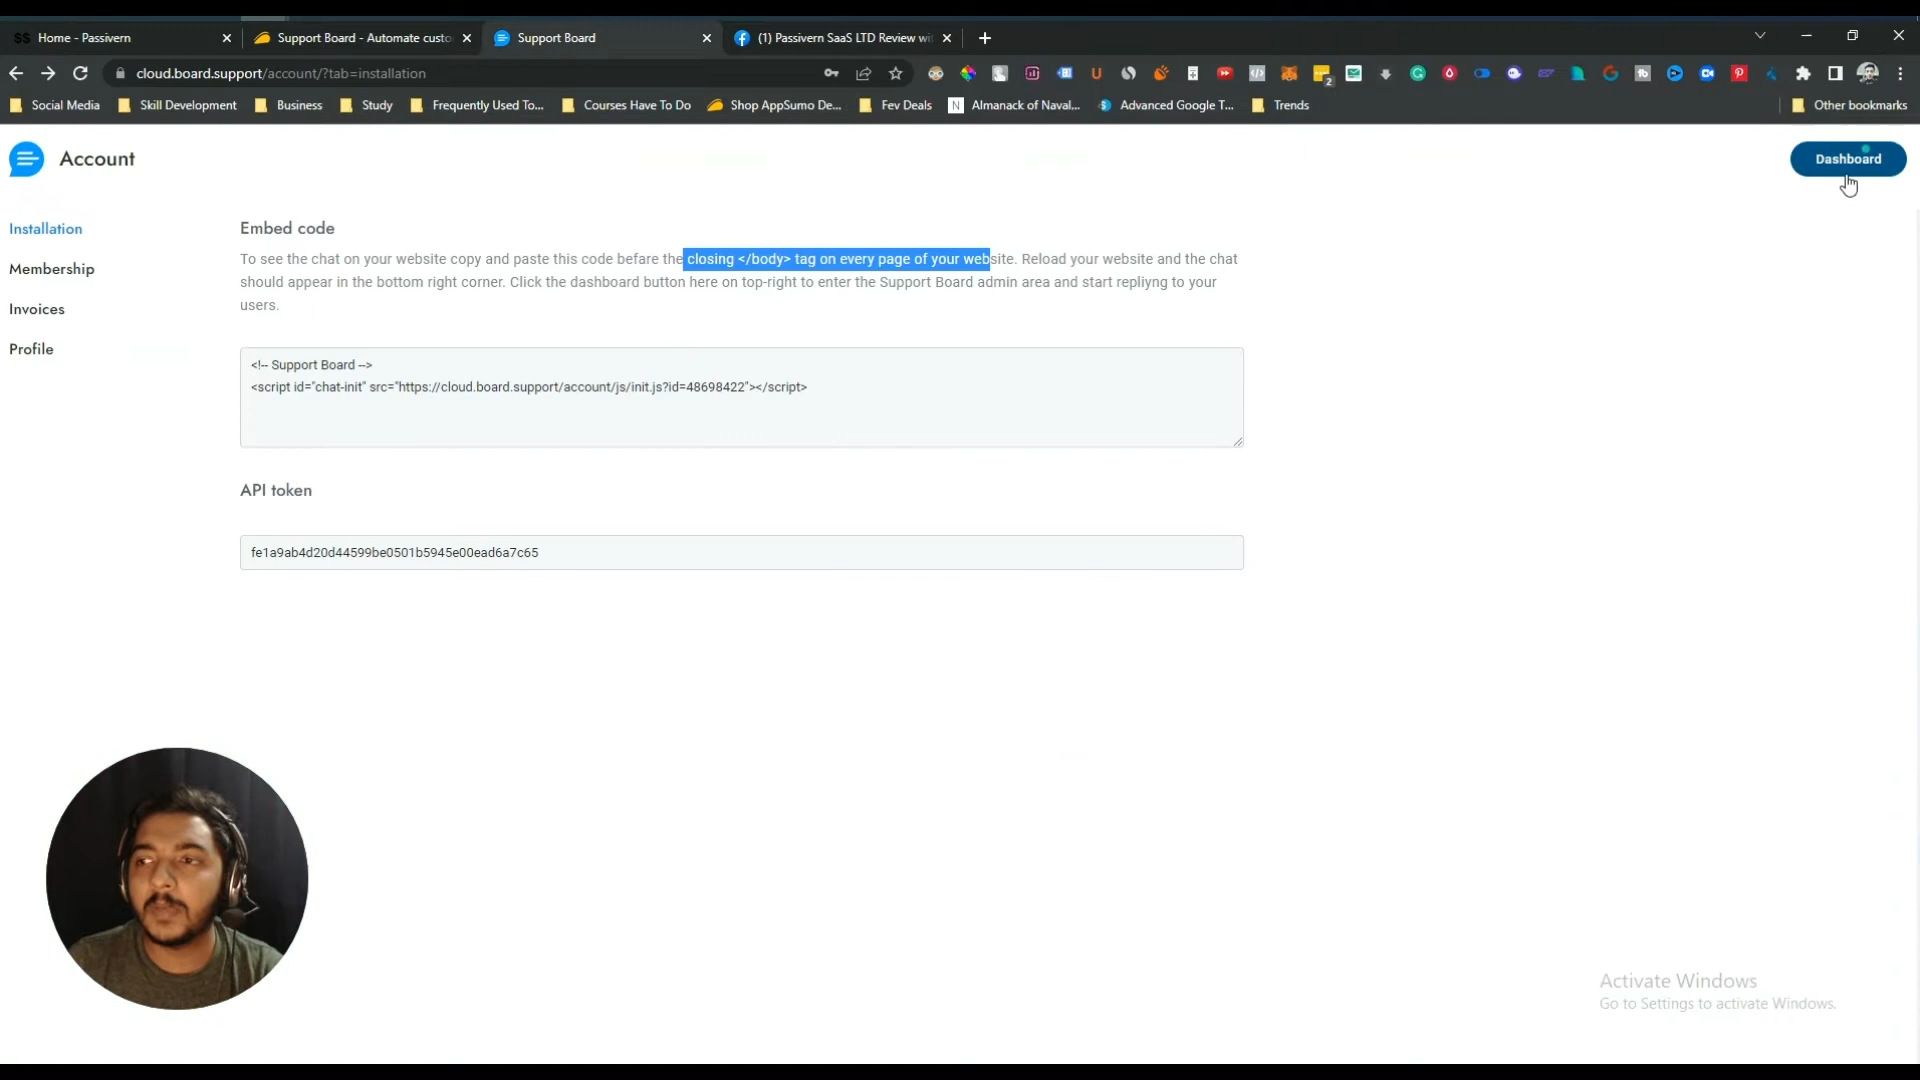 Home - Passivern
Support Board - Automate custo
Support Board
(1) Passivern SaaS LTD Review wi
cloud.board.support/account/?tab=installation
Social Media
Skill Development
Business
Study
Frequently Used To...
Courses Have To Do
Shop AppSumo De...
Fev Deals
Almanack of Naval...
Advanced Google T...
Trends
Other bookmarks
Account
Dashboard
Installation
Membership
Invoices
Profile
Embed code
To see the chat on your website copy and paste this code befare the closing </body> tag on every page of your website. Reload your website and the chat
should appear in the bottom right corner. Click the dashboard button here on top-right to enter the Support Board admin area and start repliyng to your
users.
<!-- Support Board -->
<script id="chat-init" src="https://cloud.board.support/account/js/init.js?id=48698422"></script>
API token
fe1a9ab4d20d44599be0501b5945e00ead6a7c65
Activate Windows
Go to Settings to activate Windows.